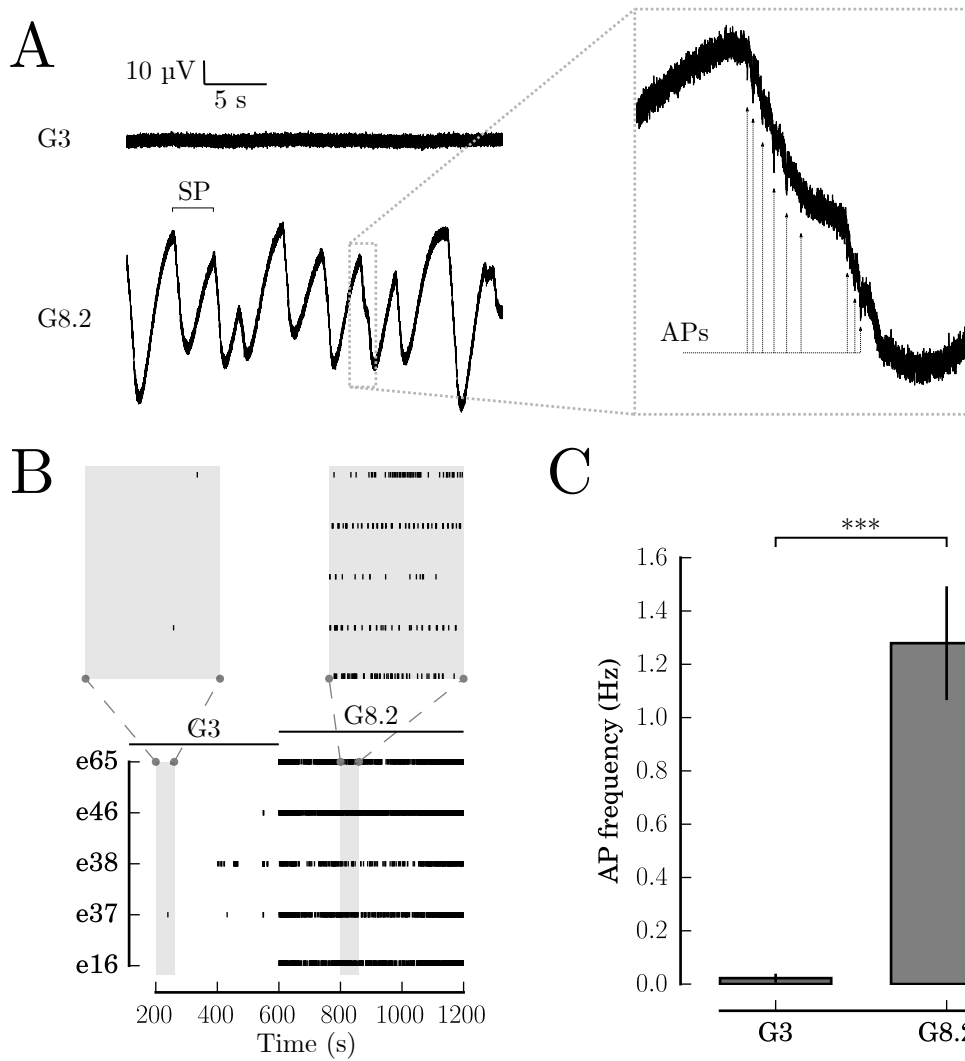 A
10 µV
5 s
G3
SP
G8.2
APs
B
G3
G8.2
e65
e46
e38
e37
e16
200 400 600 800 1000 1200
Time (s)
C
***
1.6
1.4
1.2
1.0
0.8
0.6
0.4
0.2
0.0
AP frequency (Hz)
G3
G8.2